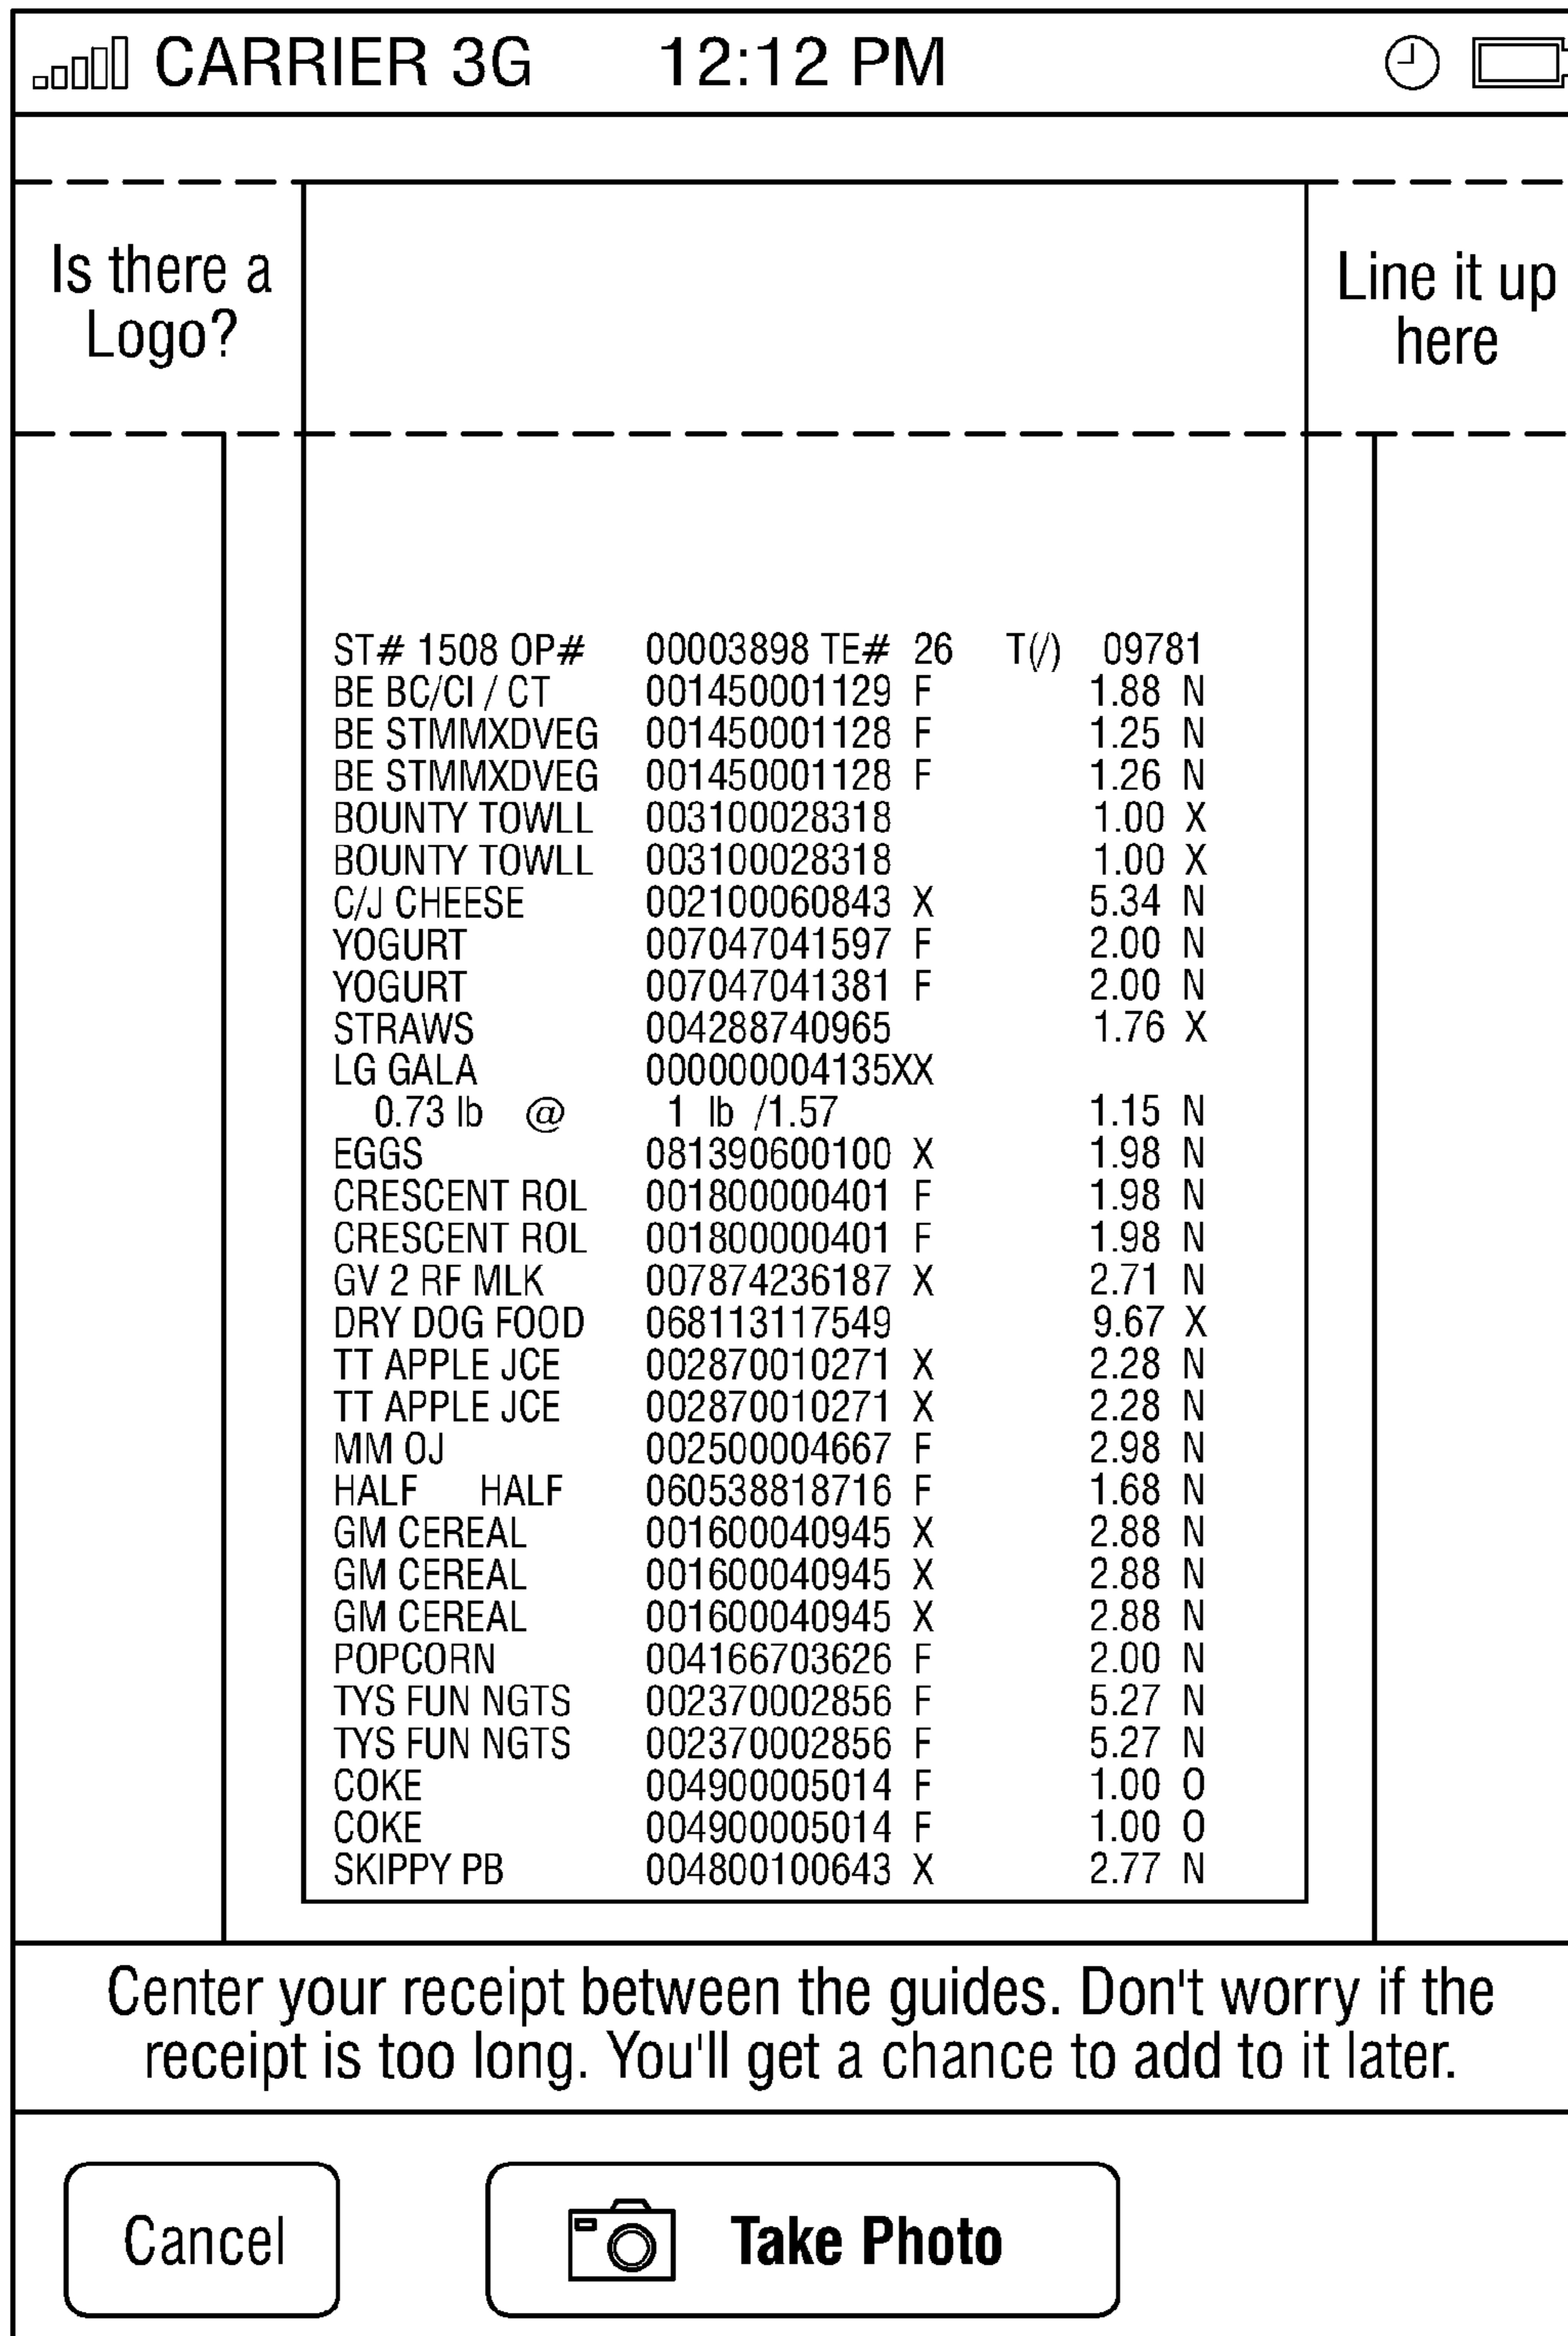 CARRIER 3G 12:12 PM
Is there a
Logo?
Line it up
here
ST# 1508 OP# 00003898 TE# 26 T(/) 09781
BE BC/CI / CT 001450001129 F 1.88 N
BE STMMXDVEG 001450001128 F 1.25 N
BE STMMXDVEG 001450001128 F 1.26 N
BOUNTY TOWLL 003100028318 1.00 X
BOUNTY TOWLL 003100028318 1.00 X
C/J CHEESE 002100060843 X 5.34 N
YOGURT 007047041597 F 2.00 N
YOGURT 007047041381 F 2.00 N
STRAWS 004288740965 1.76 X
LG GALA 000000004135XX
0.73 lb @ 1 lb /1.57 1.15 N
EGGS 081390600100 X 1.98 N
CRESCENT ROL 001800000401 F 1.98 N
CRESCENT ROL 001800000401 F 1.98 N
GV 2 RF MLK 007874236187 X 2.71 N
DRY DOG FOOD 068113117549 9.67 X
TT APPLE JCE 002870010271 X 2.28 N
TT APPLE JCE 002870010271 X 2.28 N
MM OJ 002500004667 F 2.98 N
HALF HALF 060538818716 F 1.68 N
GM CEREAL 001600040945 X 2.88 N
GM CEREAL 001600040945 X 2.88 N
GM CEREAL 001600040945 X 2.88 N
POPCORN 004166703626 F 2.00 N
TYS FUN NGTS 002370002856 F 5.27 N
TYS FUN NGTS 002370002856 F 5.27 N
COKE 004900005014 F 1.00 O
COKE 004900005014 F 1.00 O
SKIPPY PB 004800100643 X 2.77 N
Center your receipt between the guides. Don't worry if the
receipt is too long. You'll get a chance to add to it later.
Cancel
Take Photo